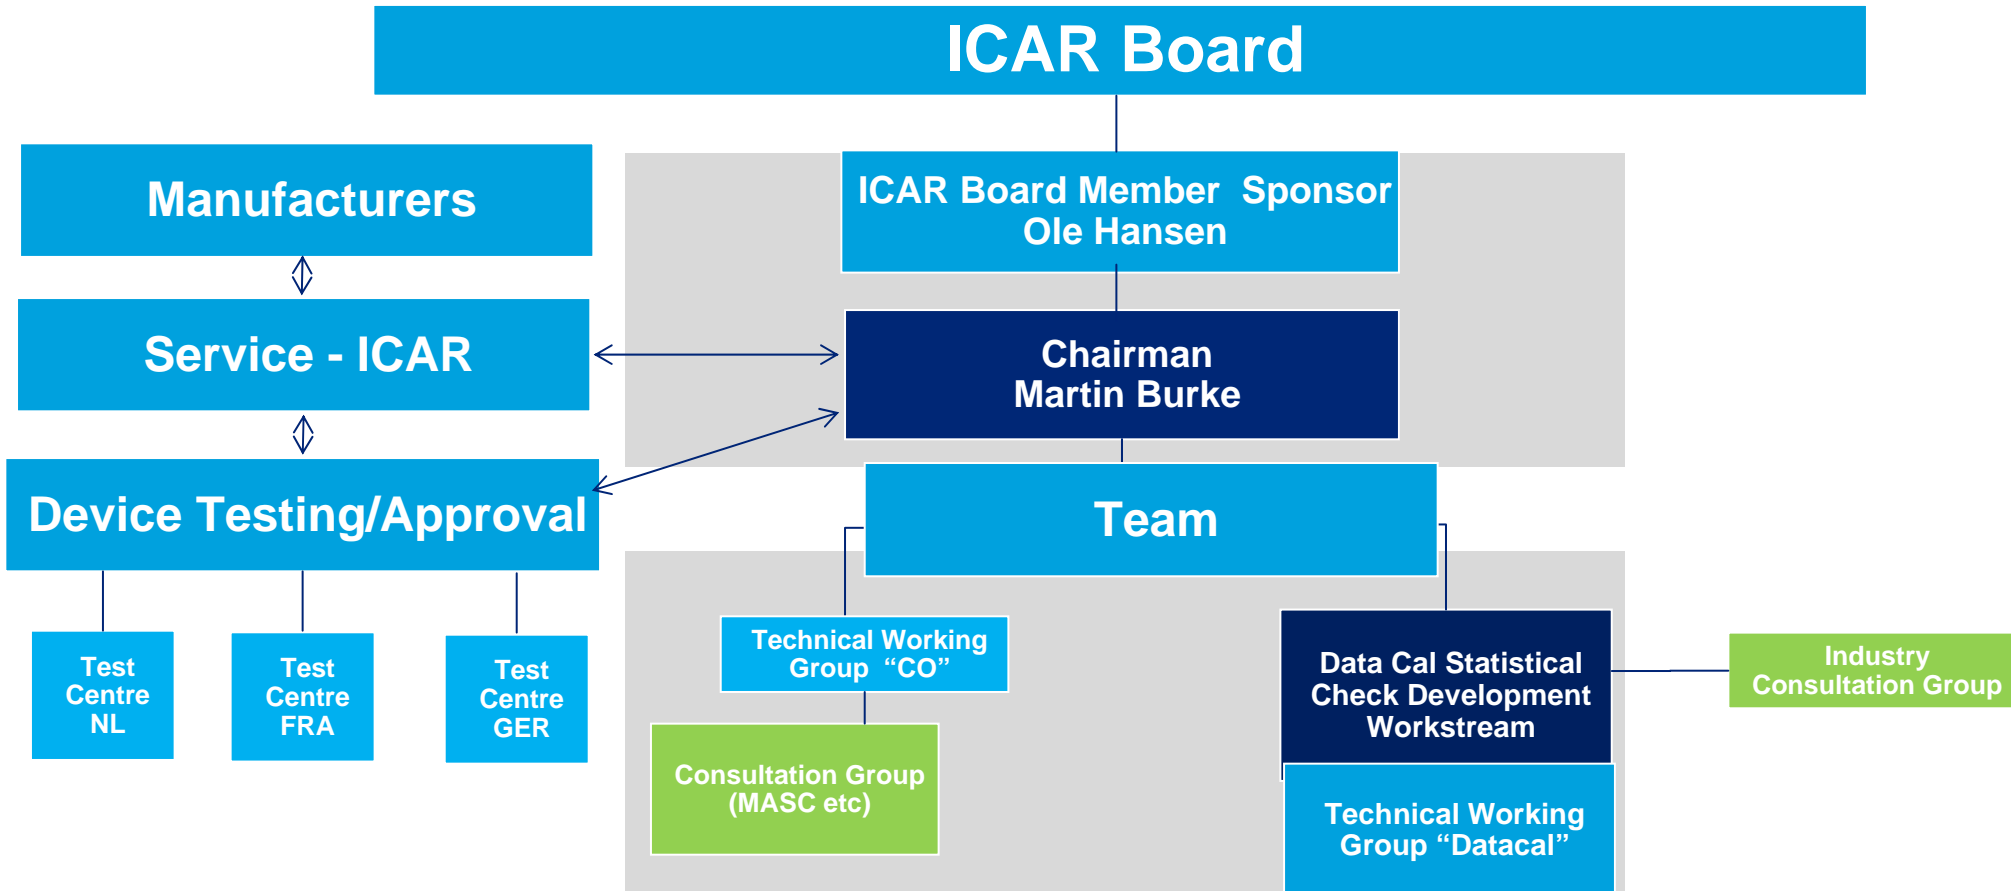 ICAR Board
Manufacturers
ICAR Board Member Sponsor
Ole Hansen
Service - ICAR
Chairman
Martin Burke
Device Testing/Approval
Team
Test
Centre
NL
Test
Centre
FRA
Test
Centre
GER
Technical Working
Group “CO”
Consultation Group
(MASC etc)
Data Cal Statistical
Check Development
Workstream
Technical Working
Group “Datacal”
Industry
Consultation Group